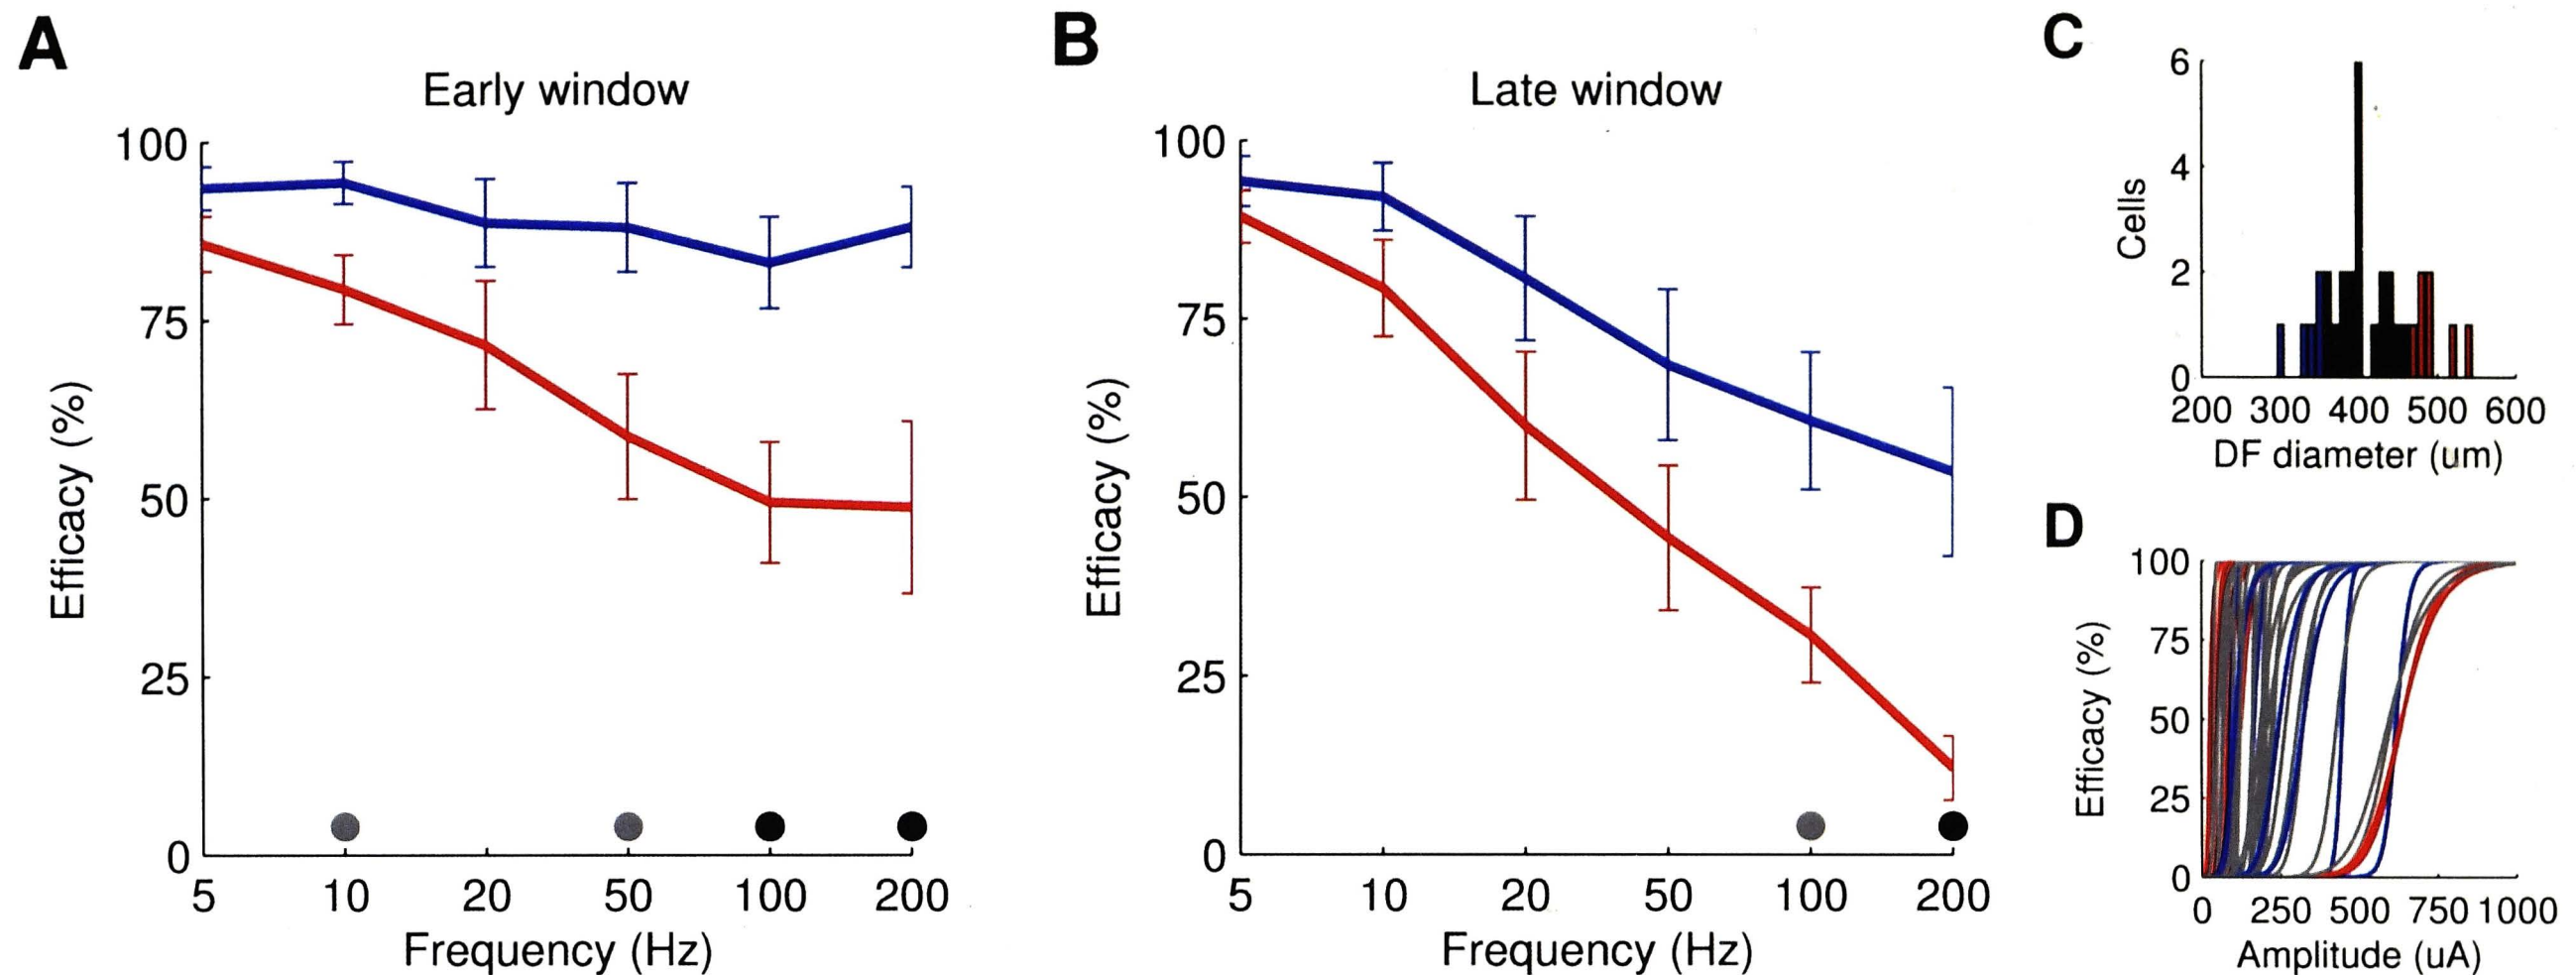 A
Early window
Efficacy (%)
100
75
50
25
0
5 10 20 50 100 200
Frequency (Hz)
B
Late window
Efficacy (%)
100
75
50
25
0
5 10 20 50 100 200
Frequency (Hz)
C
Cells
6
4
2
0
200 300 400 500 600
DF diameter (um)
D
Efficacy (%)
100
75
50
25
0
0 250 500 750 1000
Amplitude (uA)